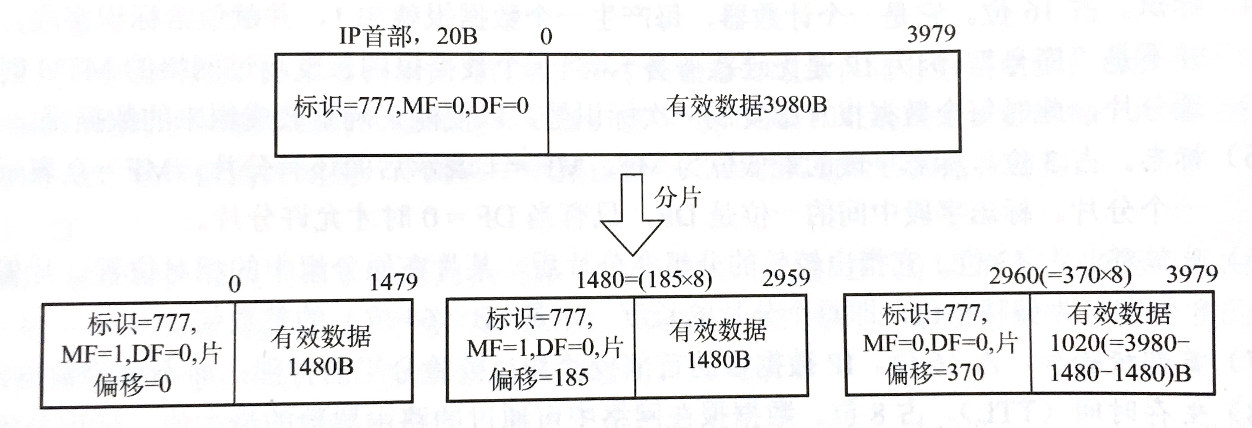 IP首部，20B 0 3979
标识=777,MF=0,DF=0 有效数据3980B
分片
0 1479
标识=777,
MF=1,DF=0,片
偏移=0
有效数据
1480B
1480=(185×8) 2959
标识=777,
MF=1,DF=0,片
偏移=185
有效数据
1480B
2960(=370×8) 3979
标识=777,
MF=0,DF=0,片
偏移=370
有效数据
1020(=3980−
1480−1480)B